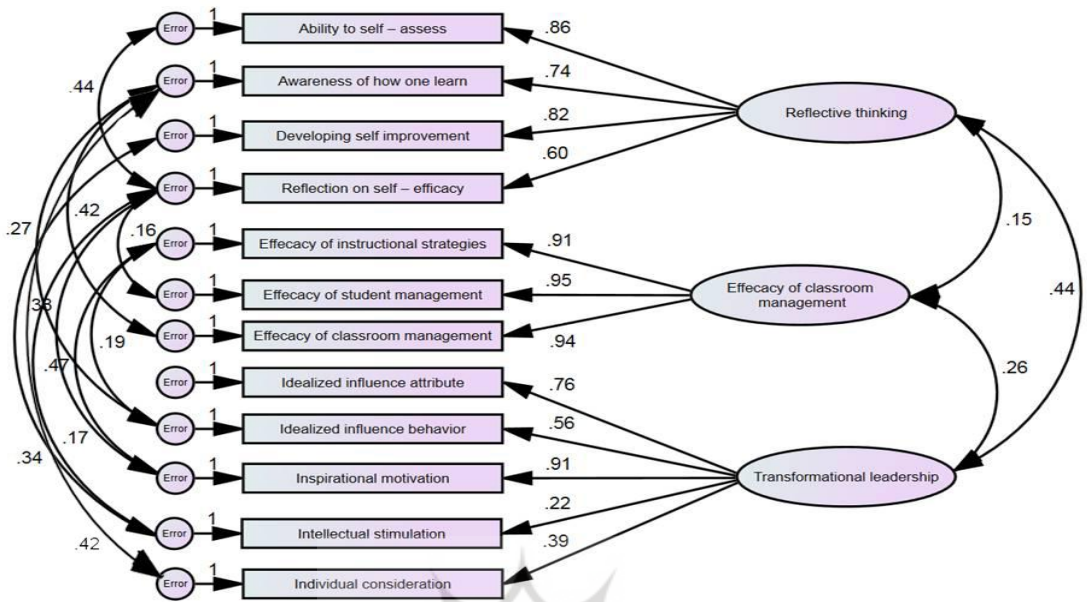 Error 1 Ability to self – assess .86
Error 1 Awareness of how one learn .74
.44
Reflective thinking
Error 1 Developing self improvement .82
Error 1 Reflection on self – efficacy .60
.27 .42 .16 .15
Error 1 Effecacy of instructional strategies .91
Error 1 Effecacy of student management .95
Effecacy of classroom
management
.44
.38
Error 1 Effecacy of classroom management .94
.19
.47 .26
Error 1 Idealized influence attribute .76
Error 1 Idealized influence behavior .56
.34 .17
Error 1 Inspirational motivation .91
Transformational leadership
Error 1 Intellectual stimulation .22
.42
Error 1 Individual consideration .39